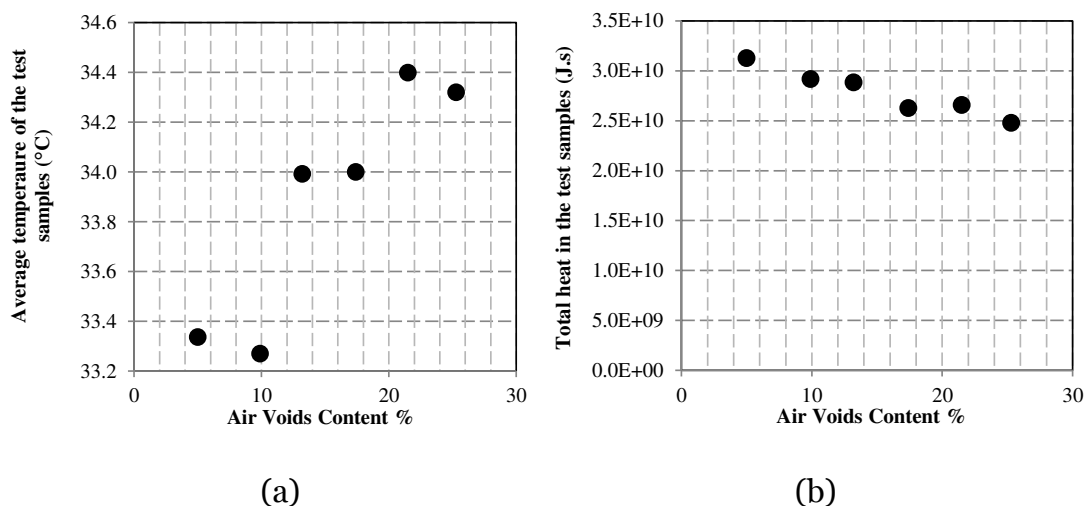 Average temperaure of the test
samples (°C)
34.6
34.4
34.2
34.0
33.8
33.6
33.4
33.2
0
10
20
30
Air Voids Content %
(a)
Total heat in the test samples (J.s)
3.5E+10
3.0E+10
2.5E+10
2.0E+10
1.5E+10
1.0E+10
5.0E+09
0.0E+00
0
10
20
30
Air Voids Content %
(b)